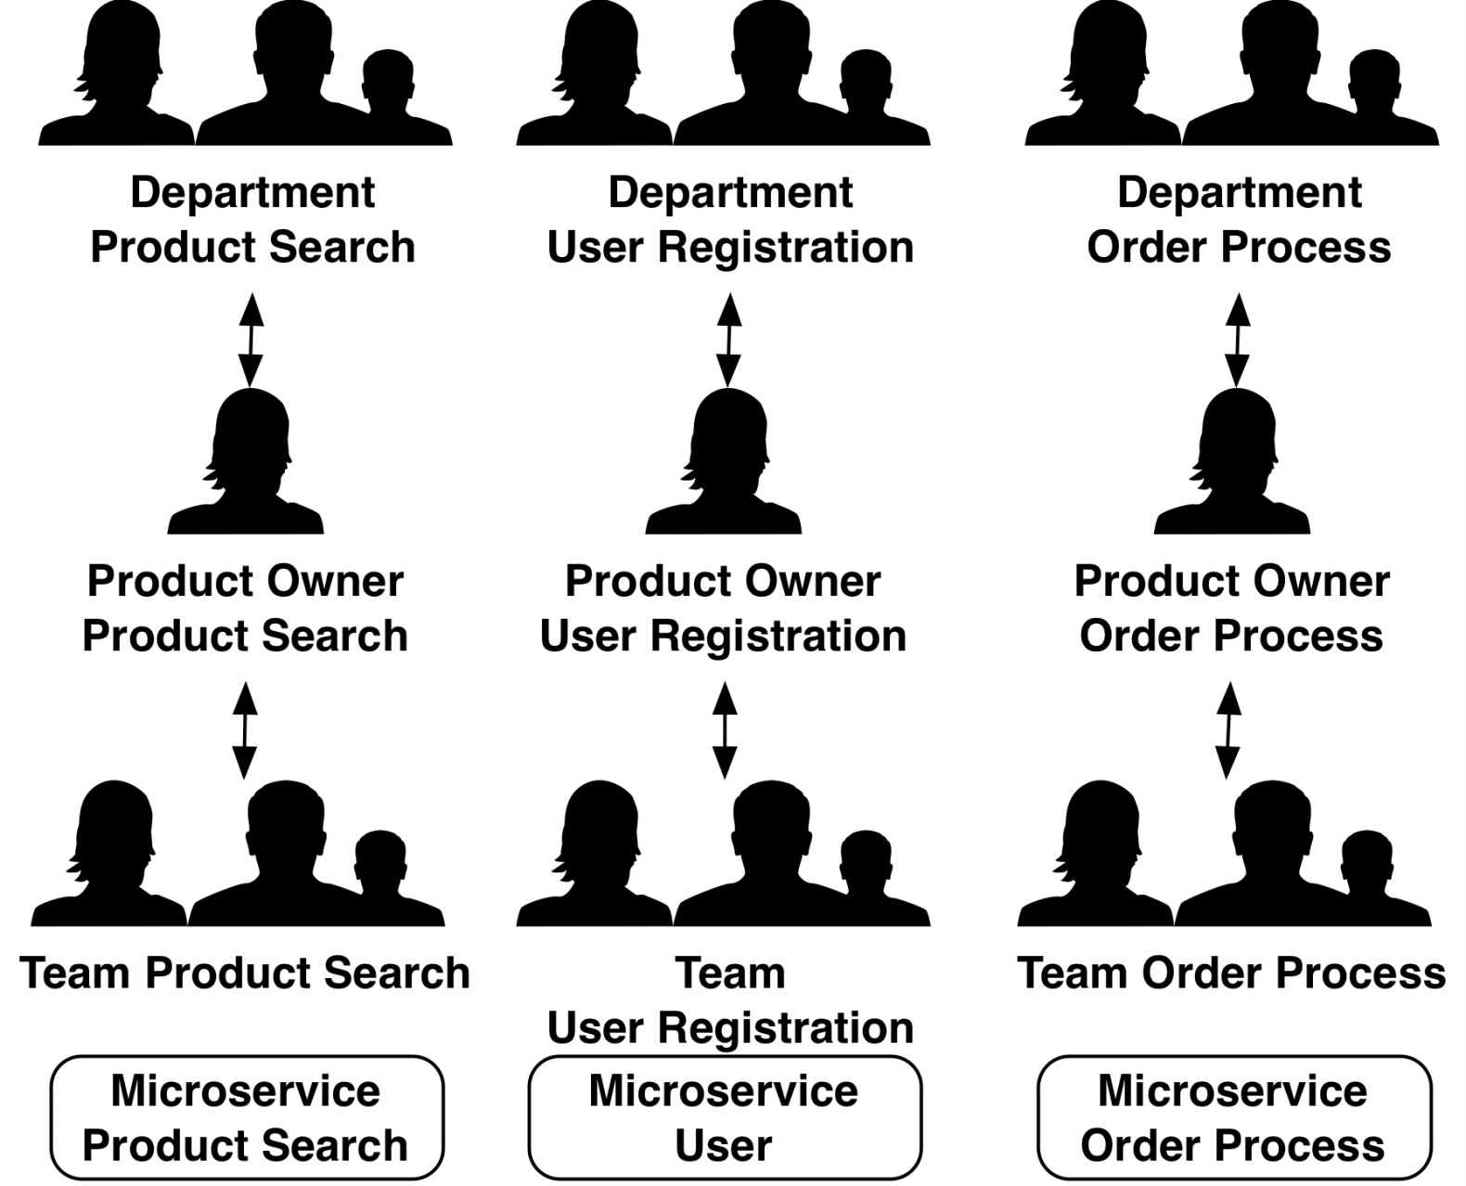 Department
Product Search
Department
User Registration
Department
Order Process
Product Owner
Product Search
Product Owner
User Registration
Product Owner
Order Process
Team Product Search
Team
User Registration
Team Order Process
Microservice
Product Search
Microservice
User
Microservice
Order Process